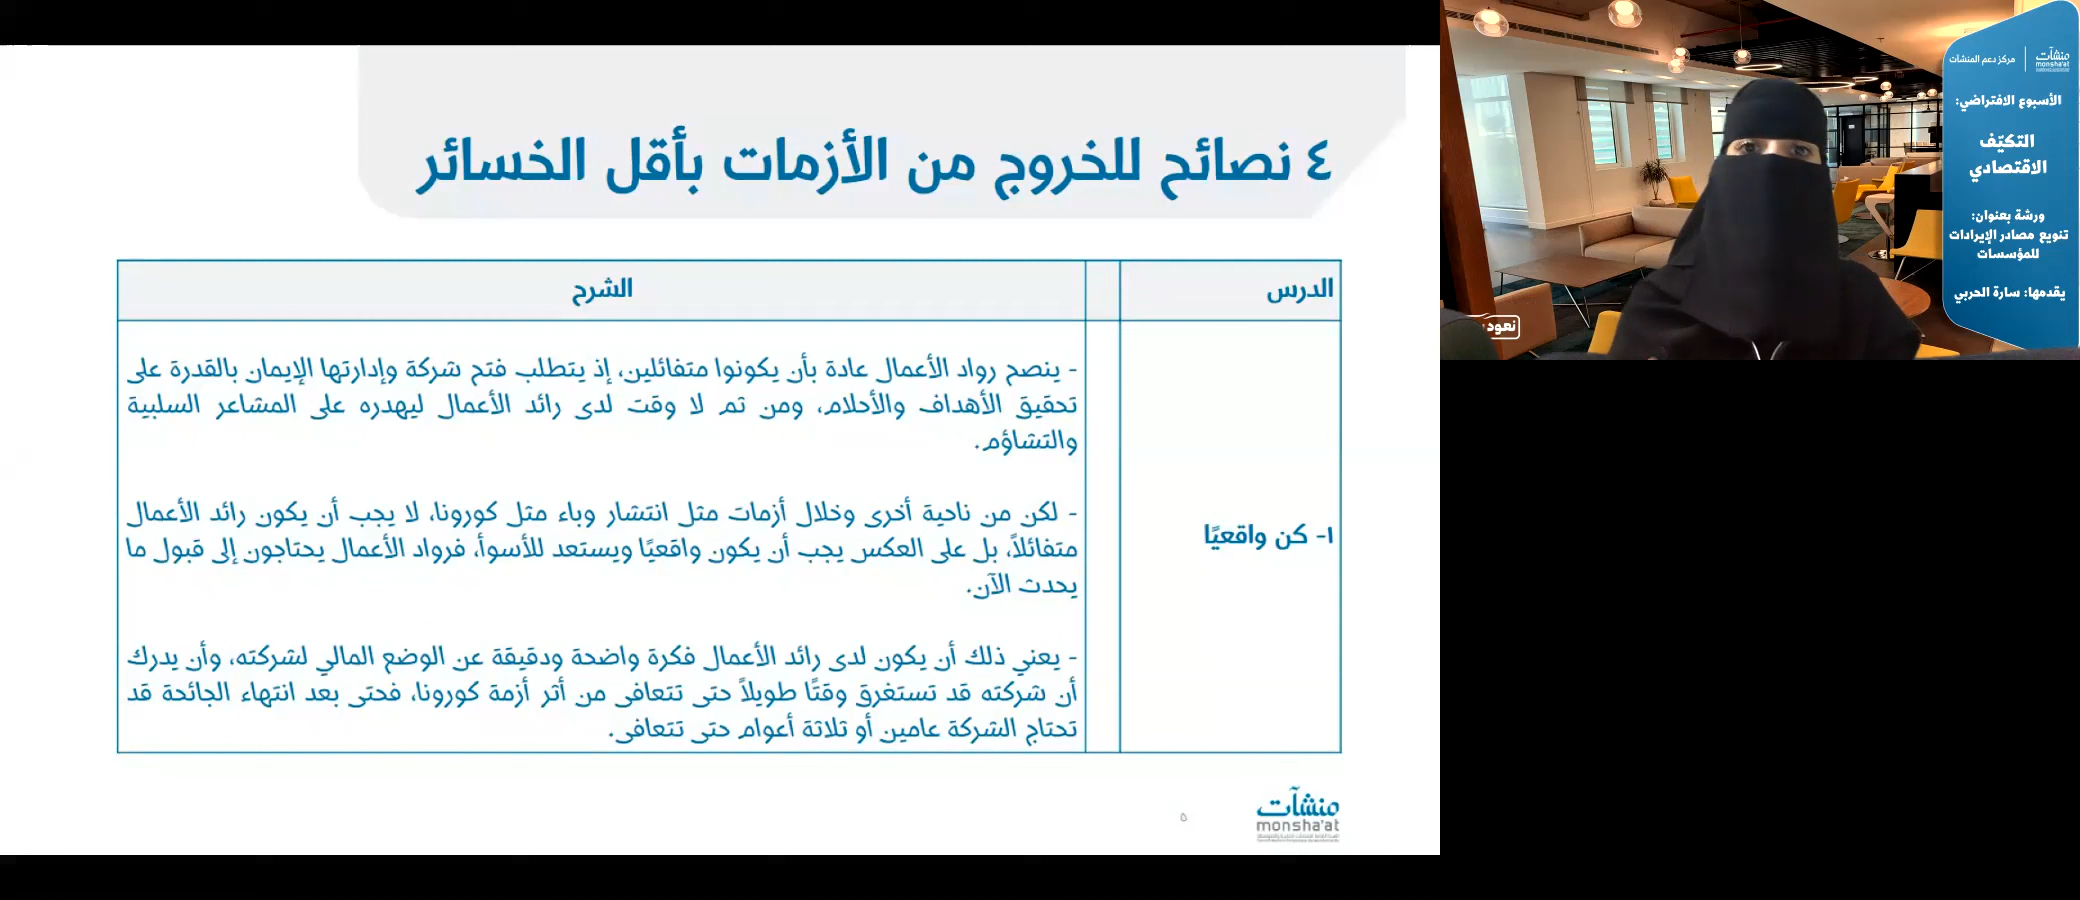 ٤ نصائح للخروج من الأزمات بأقل الخسائر
الدرس
الشرح
١- كن واقعيًا
- ينصح رواد الأعمال عادة بأن يكونوا متفائلين، إذ يتطلب فتح شركة وإدارتها الإيمان بالقدرة على
تحقيق الأهداف والأحلام، ومن ثم لا وقت لدى رائد الأعمال ليهدره على المشاعر السلبية
والتشاؤم.
- لكن من ناحية أخرى وخلال أزمات مثل انتشار وباء مثل كورونا، لا يجب أن يكون رائد الأعمال
متفائلاً، بل على العكس يجب أن يكون واقعيًا ويستعد للأسوأ، فرواد الأعمال يحتاجون إلى قبول ما
يحدث الآن.
- يعني ذلك أن يكون لدى رائد الأعمال فكرة واضحة ودقيقة عن الوضع المالي لشركته، وأن يدرك
أن شركته قد تستغرق وقتًا طويلاً حتى تتعافى من أثر أزمة كورونا، فحتى بعد انتهاء الجائحة قد
تحتاج الشركة عامين أو ثلاثة أعوام حتى تتعافى.
منشآت
monsha'at
٥
منشآت
monsha'at
مركز دعم المنشآت
الأسبوع الافتراضي:
التكيّف
الاقتصادي
ورشة بعنوان:
تنويع مصادر الإيرادات
للمؤسسات
يقدمها: سارة الحربي
نعود